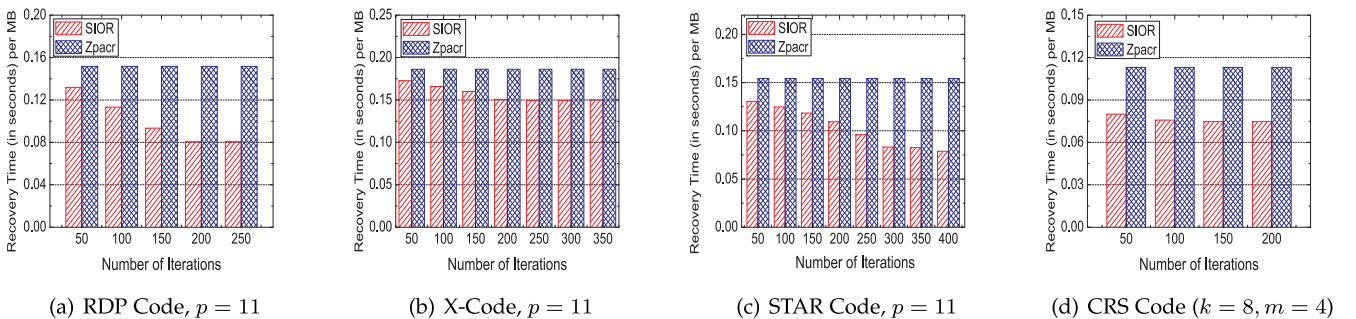 Recovery Time (in seconds) per MB
0.16
0.12
0.08
0.04
0.00
SIOR
Zpacr
50 100 150 200 250
Number of Iterations
(a) RDP Code, p = 11
Recovery Time (in seconds) per MB
0.25
0.20
0.15
0.10
0.05
0.00
SIOR
Zpacr
50 100 150 200 250 300 350
Number of Iterations
(b) X-Code, p = 11
Recovery Time (in seconds) per MB
0.20
0.15
0.10
0.05
0.00
SIOR
Zpacr
50 100 150 200 250 300 350 400
Number of Iterations
(c) STAR Code, p = 11
Recovery Time (in seconds) per MB
0.15
0.12
0.09
0.06
0.03
0.00
SIOR
Zpacr
50 100 150 200
Number of Iterations
(d) CRS Code (k = 8, m = 4)
0.20